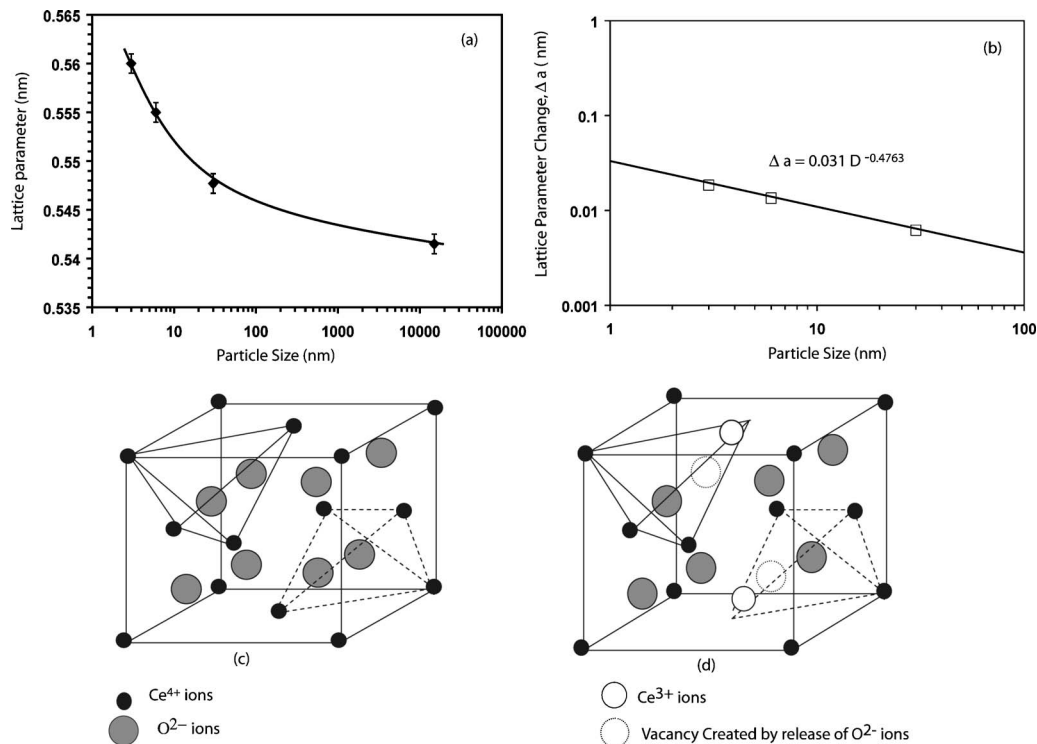 (a)
Lattice parameter (nm)
0.565
0.56
0.555
0.55
0.545
0.54
0.535
1 10 100 1000 10000 100000
Particle Size (nm)
(b)
Lattice Parameter Change, Δ a ( nm)
1
0.1
0.01
0.001
Δ a = 0.031 D -0.4763
1 10 100
Particle Size (nm)
(c)
Ce4+ ions
O2− ions
(d)
Ce3+ ions
Vacancy Created by release of O2- ions